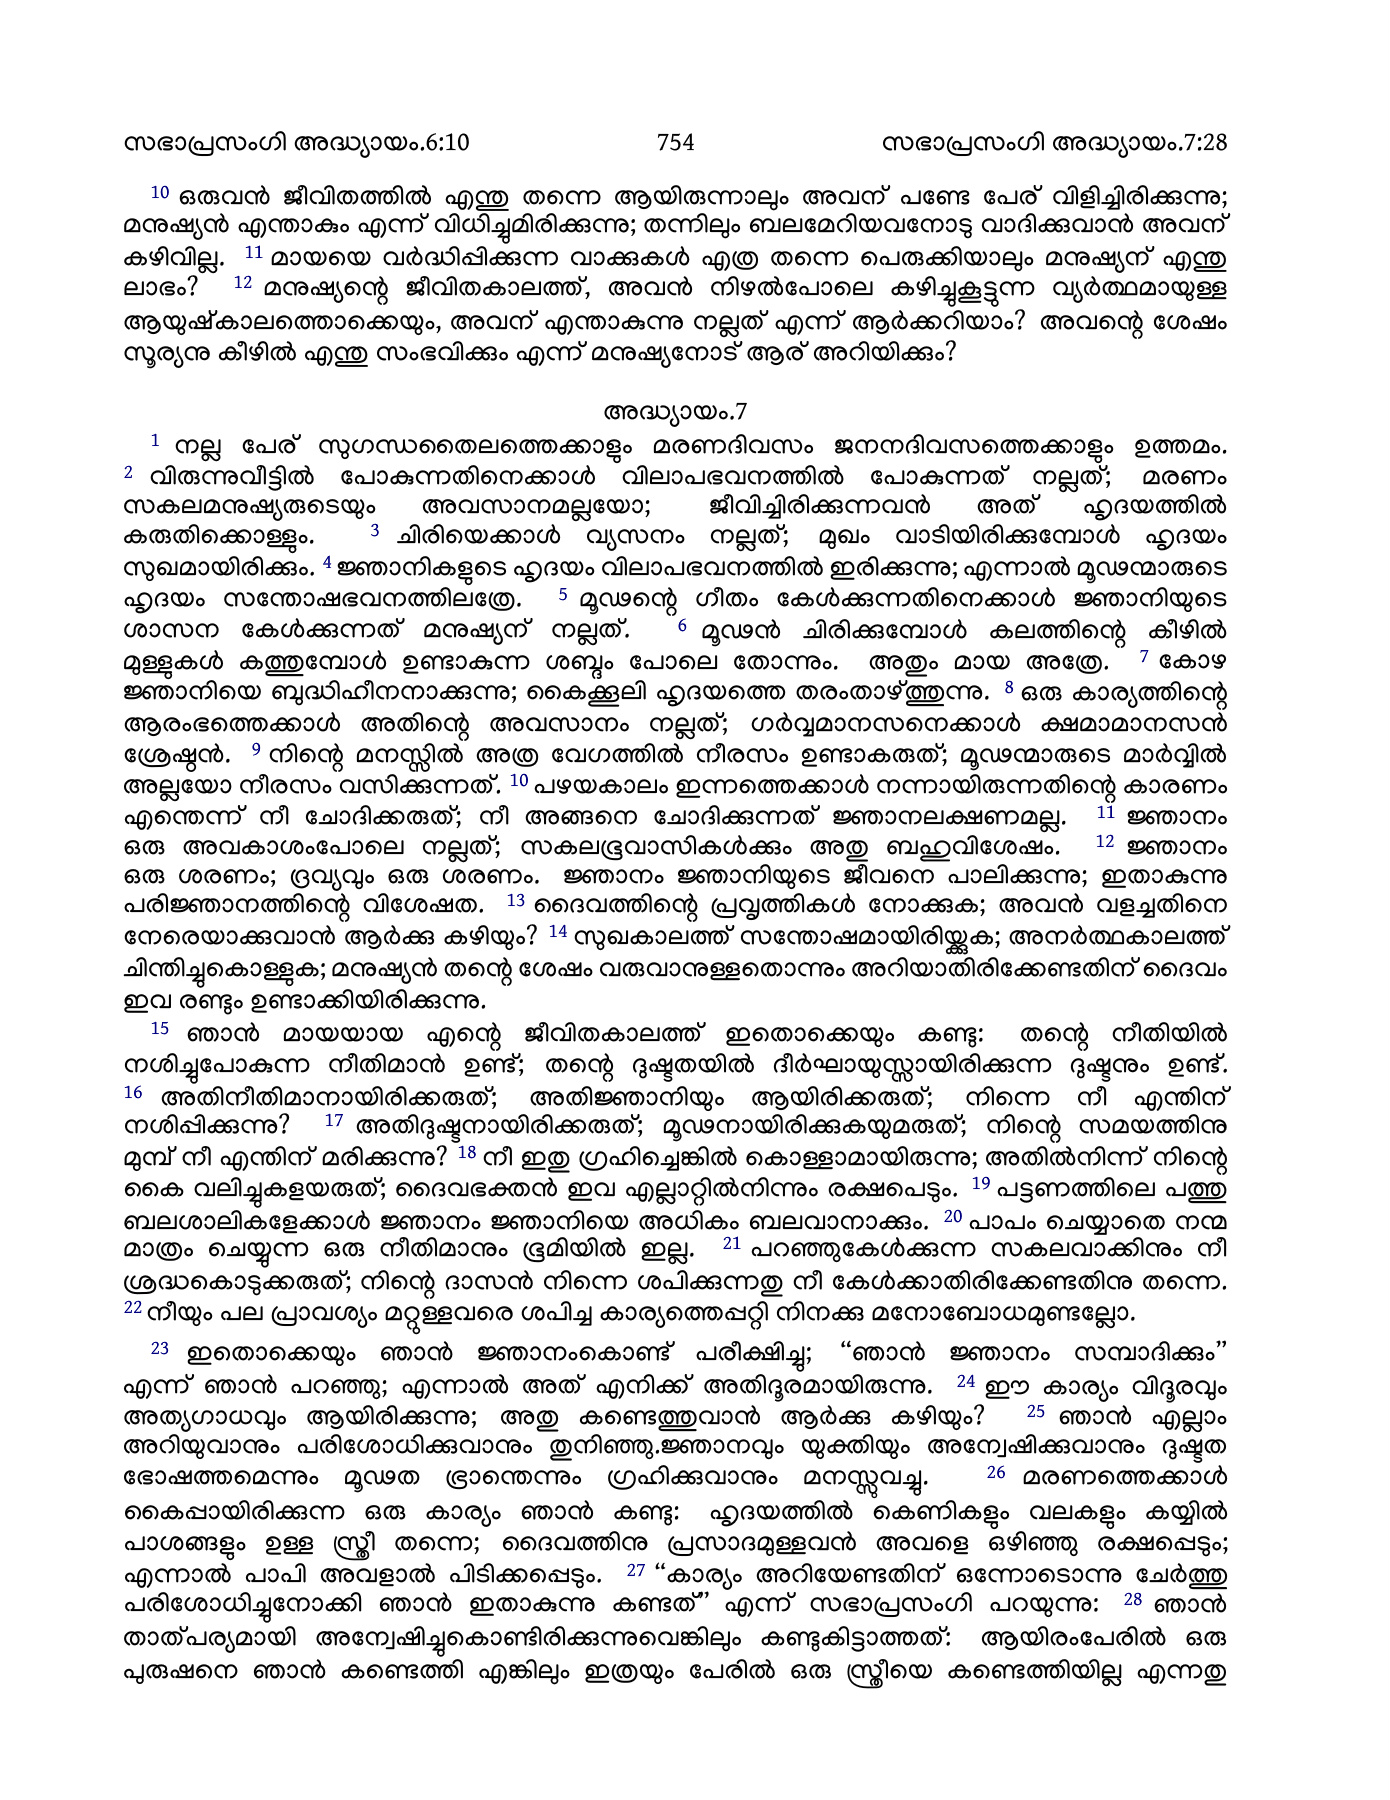 സഭാപ്രസംഗി അദ്ധ്യായം.6:10 754 സഭാപ്രസംഗി അദ്ധ്യായം.7:28
10 ഒരുവൻ ജീവിതത്തിൽ എന്തു തന്നെ ആയിരുന്നാലും അവന് പണ്ടേ പേര് വിളിച്ചിരിക്കുന്നു;
മനുഷ്യൻ എന്താകും എന്ന് വിധിച്ചുമിരിക്കുന്നു; തന്നിലും ബലമേറിയവനോടു വാദിക്കുവാൻ അവന്
കഴിവില്ല. 11 മായയെ വർദ്ധിപ്പിക്കുന്ന വാക്കുകൾ എത്ര തന്നെ പെരുക്കിയാലും മനുഷ്യന് എന്തു
ലാഭം? 12 മനുഷ്യന്റെ ജീവിതകാലത്ത്, അവൻ നിഴൽപോലെ കഴിച്ചുകൂട്ടുന്ന വ്യർത്ഥമായുള്ള
ആയുഷ്കാലത്തൊക്കെയും, അവന് എന്താകുന്നു നല്ലത് എന്ന് ആർക്കറിയാം? അവന്റെ ശേഷം
സൂര്യനു കീഴിൽ എന്തു സംഭവിക്കും എന്ന് മനുഷ്യനോട് ആര് അറിയിക്കും?
അദ്ധ്യായം.7
1 നല്ല പേര് സുഗന്ധതൈലത്തെക്കാളും മരണദിവസം ജനനദിവസത്തെക്കാളും ഉത്തമം.
2 വിരുന്നുവീട്ടിൽ പോകുന്നതിനെക്കാൾ വിലാപഭവനത്തിൽ പോകുന്നത് നല്ലത്; മരണം
സകലമനുഷ്യരുടെയും അവസാനമല്ലയോ; ജീവിച്ചിരിക്കുന്നവൻ അത് ഹൃദയത്തിൽ
കരുതിക്കൊള്ളും. 3 ചിരിയെക്കാൾ വ്യസനം നല്ലത്; മുഖം വാടിയിരിക്കുമ്പോൾ ഹൃദയം
സുഖമായിരിക്കും. 4 ജ്ഞാനികളുടെ ഹൃദയം വിലാപഭവനത്തിൽ ഇരിക്കുന്നു; എന്നാൽ മൂഢന്മാരുടെ
ഹൃദയം സന്തോഷഭവനത്തിലത്രേ. 5 മൂഢന്റെ ഗീതം കേൾക്കുന്നതിനെക്കാൾ ജ്ഞാനിയുടെ
ശാസന കേൾക്കുന്നത് മനുഷ്യന് നല്ലത്. 6 മൂഢൻ ചിരിക്കുമ്പോൾ കലത്തിന്റെ കീഴിൽ
മുള്ളുകൾ കത്തുമ്പോൾ ഉണ്ടാകുന്ന ശബ്ദം പോലെ തോന്നും. അതും മായ അത്രേ. 7 കോഴ
ജ്ഞാനിയെ ബുദ്ധിഹീനനാക്കുന്നു; കൈക്കൂലി ഹൃദയത്തെ തരംതാഴ്ത്തുന്നു. 8 ഒരു കാര്യത്തിന്റെ
ആരംഭത്തെക്കാൾ അതിന്റെ അവസാനം നല്ലത്; ഗർവ്വമാനസനെക്കാൾ ക്ഷമാമാനസൻ
ശ്രേഷ്ഠൻ. 9 നിന്റെ മനസ്സിൽ അത്ര വേഗത്തിൽ നീരസം ഉണ്ടാകരുത്; മൂഢന്മാരുടെ മാർവ്വിൽ
അല്ലയോ നീരസം വസിക്കുന്നത്. 10 പഴയകാലം ഇന്നത്തെക്കാൾ നന്നായിരുന്നതിന്റെ കാരണം
എന്തെന്ന് നീ ചോദിക്കരുത്; നീ അങ്ങനെ ചോദിക്കുന്നത് ജ്ഞാനലക്ഷണമല്ല. 11 ജ്ഞാനം
ഒരു അവകാശംപോലെ നല്ലത്; സകലഭൂവാസികൾക്കും അതു ബഹുവിശേഷം. 12 ജ്ഞാനം
ഒരു ശരണം; ദ്രവ്യവും ഒരു ശരണം. ജ്ഞാനം ജ്ഞാനിയുടെ ജീവനെ പാലിക്കുന്നു; ഇതാകുന്നു
പരിജ്ഞാനത്തിന്റെ വിശേഷത. 13 ദൈവത്തിന്റെ പ്രവൃത്തികൾ നോക്കുക; അവൻ വളച്ചതിനെ
നേരെയാക്കുവാൻ ആർക്കു കഴിയും? 14 സുഖകാലത്ത് സന്തോഷമായിരിയ്ക്കുക; അനർത്ഥകാലത്ത്
ചിന്തിച്ചുകൊള്ളുക; മനുഷ്യൻ തന്റെ ശേഷം വരുവാനുള്ളതൊന്നും അറിയാതിരിക്കേണ്ടതിന് ദൈവം
ഇവ രണ്ടും ഉണ്ടാക്കിയിരിക്കുന്നു.
15 ഞാൻ മായയായ എന്റെ ജീവിതകാലത്ത് ഇതൊക്കെയും കണ്ടു: തന്റെ നീതിയിൽ
നശിച്ചുപോകുന്ന നീതിമാൻ ഉണ്ട്; തന്റെ ദുഷ്ടതയിൽ ദീർഘായുസ്സായിരിക്കുന്ന ദുഷ്ടനും ഉണ്ട്.
16 അതിനീതിമാനായിരിക്കരുത്; അതിജ്ഞാനിയും ആയിരിക്കരുത്; നിന്നെ നീ എന്തിന്
നശിപ്പിക്കുന്നു? 17 അതിദുഷ്ടനായിരിക്കരുത്; മൂഢനായിരിക്കുകയുമരുത്; നിന്റെ സമയത്തിനു
മുമ്പ് നീ എന്തിന് മരിക്കുന്നു? 18 നീ ഇതു ഗ്രഹിച്ചെങ്കിൽ കൊള്ളാമായിരുന്നു; അതിൽനിന്ന് നിന്റെ
കൈ വലിച്ചുകളയരുത്; ദൈവഭക്തൻ ഇവ എല്ലാറ്റിൽനിന്നും രക്ഷപെടും. 19 പട്ടണത്തിലെ പത്തു
ബലശാലികളേക്കാൾ ജ്ഞാനം ജ്ഞാനിയെ അധികം ബലവാനാക്കും. 20 പാപം ചെയ്യാതെ നന്മ
മാത്രം ചെയ്യുന്ന ഒരു നീതിമാനും ഭൂമിയിൽ ഇല്ല. 21 പറഞ്ഞുകേൾക്കുന്ന സകലവാക്കിനും നീ
ശ്രദ്ധകൊടുക്കരുത്; നിന്റെ ദാസൻ നിന്നെ ശപിക്കുന്നതു നീ കേൾക്കാതിരിക്കേണ്ടതിനു തന്നെ.
22 നീയും പല പ്രാവശ്യം മറ്റുള്ളവരെ ശപിച്ച കാര്യത്തെപ്പറ്റി നിനക്കു മനോബോധമുണ്ടല്ലോ.
23 ഇതൊക്കെയും ഞാൻ ജ്ഞാനംകൊണ്ട് പരീക്ഷിച്ചു; “ഞാൻ ജ്ഞാനം സമ്പാദിക്കും”
എന്ന് ഞാൻ പറഞ്ഞു; എന്നാൽ അത് എനിക്ക് അതിദൂരമായിരുന്നു. 24 ഈ കാര്യം വിദൂരവും
അത്യഗാധവും ആയിരിക്കുന്നു; അതു കണ്ടെത്തുവാൻ ആർക്കു കഴിയും? 25 ഞാൻ എല്ലാം
അറിയുവാനും പരിശോധിക്കുവാനും തുനിഞ്ഞു.ജ്ഞാനവും യുക്തിയും അന്വേഷിക്കുവാനും ദുഷ്ടത
ഭോഷത്തമെന്നും മൂഢത ഭ്രാന്തെന്നും ഗ്രഹിക്കുവാനും മനസ്സുവച്ചു. 26 മരണത്തെക്കാൾ
കൈപ്പായിരിക്കുന്ന ഒരു കാര്യം ഞാൻ കണ്ടു: ഹൃദയത്തിൽ കെണികളും വലകളും കയ്യിൽ
പാശങ്ങളും ഉള്ള സ്ത്രീ തന്നെ; ദൈവത്തിനു പ്രസാദമുള്ളവൻ അവളെ ഒഴിഞ്ഞു രക്ഷപ്പെടും;
എന്നാൽ പാപി അവളാൽ പിടിക്കപ്പെടും. 27 “കാര്യം അറിയേണ്ടതിന് ഒന്നോടൊന്നു ചേർത്തു
പരിശോധിച്ചുനോക്കി ഞാൻ ഇതാകുന്നു കണ്ടത്” എന്ന് സഭാപ്രസംഗി പറയുന്നു: 28 ഞാൻ
താത്പര്യമായി അന്വേഷിച്ചുകൊണ്ടിരിക്കുന്നുവെങ്കിലും കണ്ടുകിട്ടാത്തത്: ആയിരംപേരിൽ ഒരു
പുരുഷനെ ഞാൻ കണ്ടെത്തി എങ്കിലും ഇത്രയും പേരിൽ ഒരു സ്ത്രീയെ കണ്ടെത്തിയില്ല എന്നതു